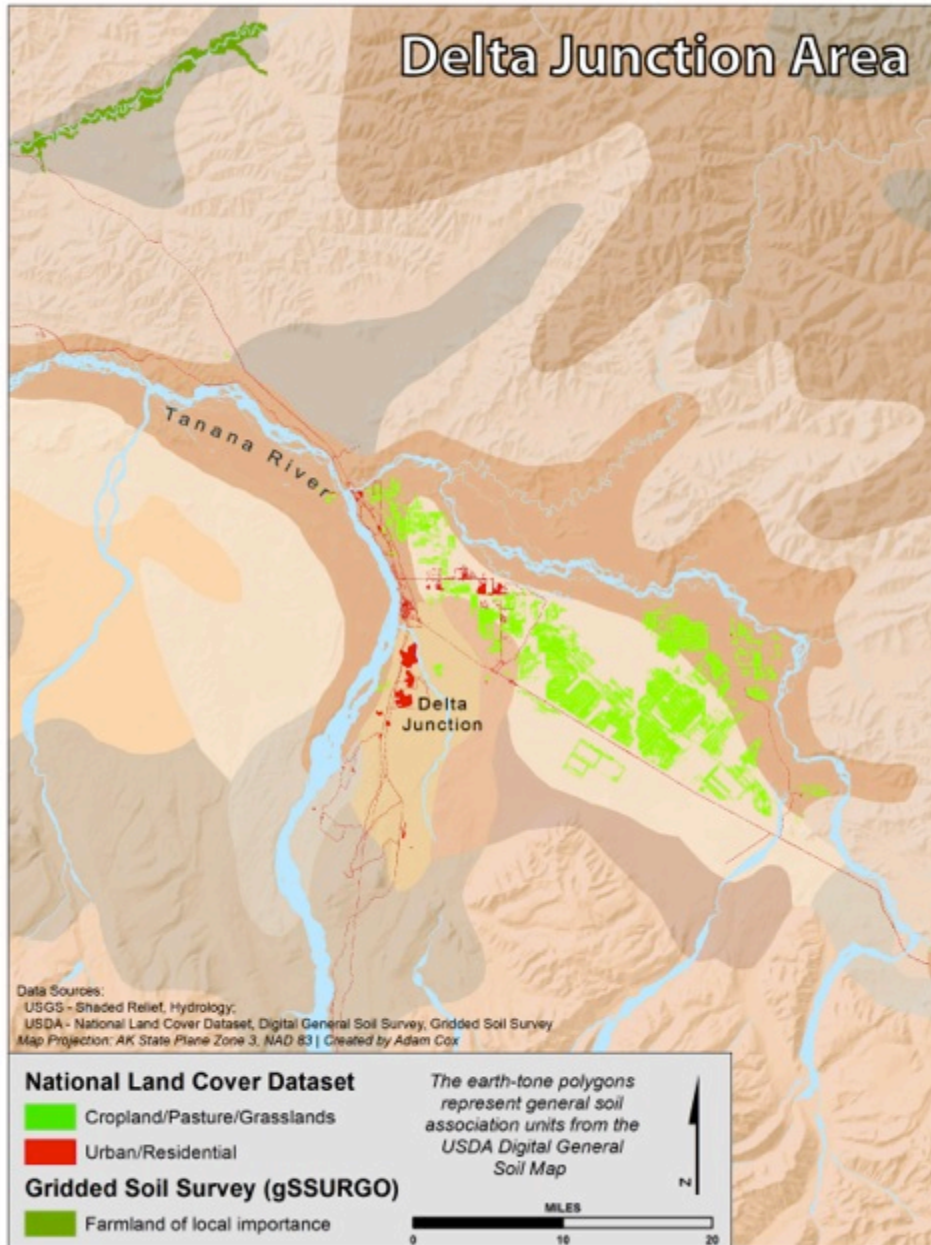 Delta Junction Area
Tanana River
Delta
Junction
Data Sources:
USGS - Shaded Relief, Hydrology;
USDA - National Land Cover Dataset, Digital General Soil Survey, Gridded Soil Survey
Map Projection: AK State Plane Zone 3, NAD 83 | Created by Adam Cox
National Land Cover Dataset
Cropland/Pasture/Grasslands
Urban/Residential
Gridded Soil Survey (gSSURGO)
Farmland of local importance
The earth-tone polygons
represent general soil
association units from the
USDA Digital General
Soil Map
N
MILES
0 10 20